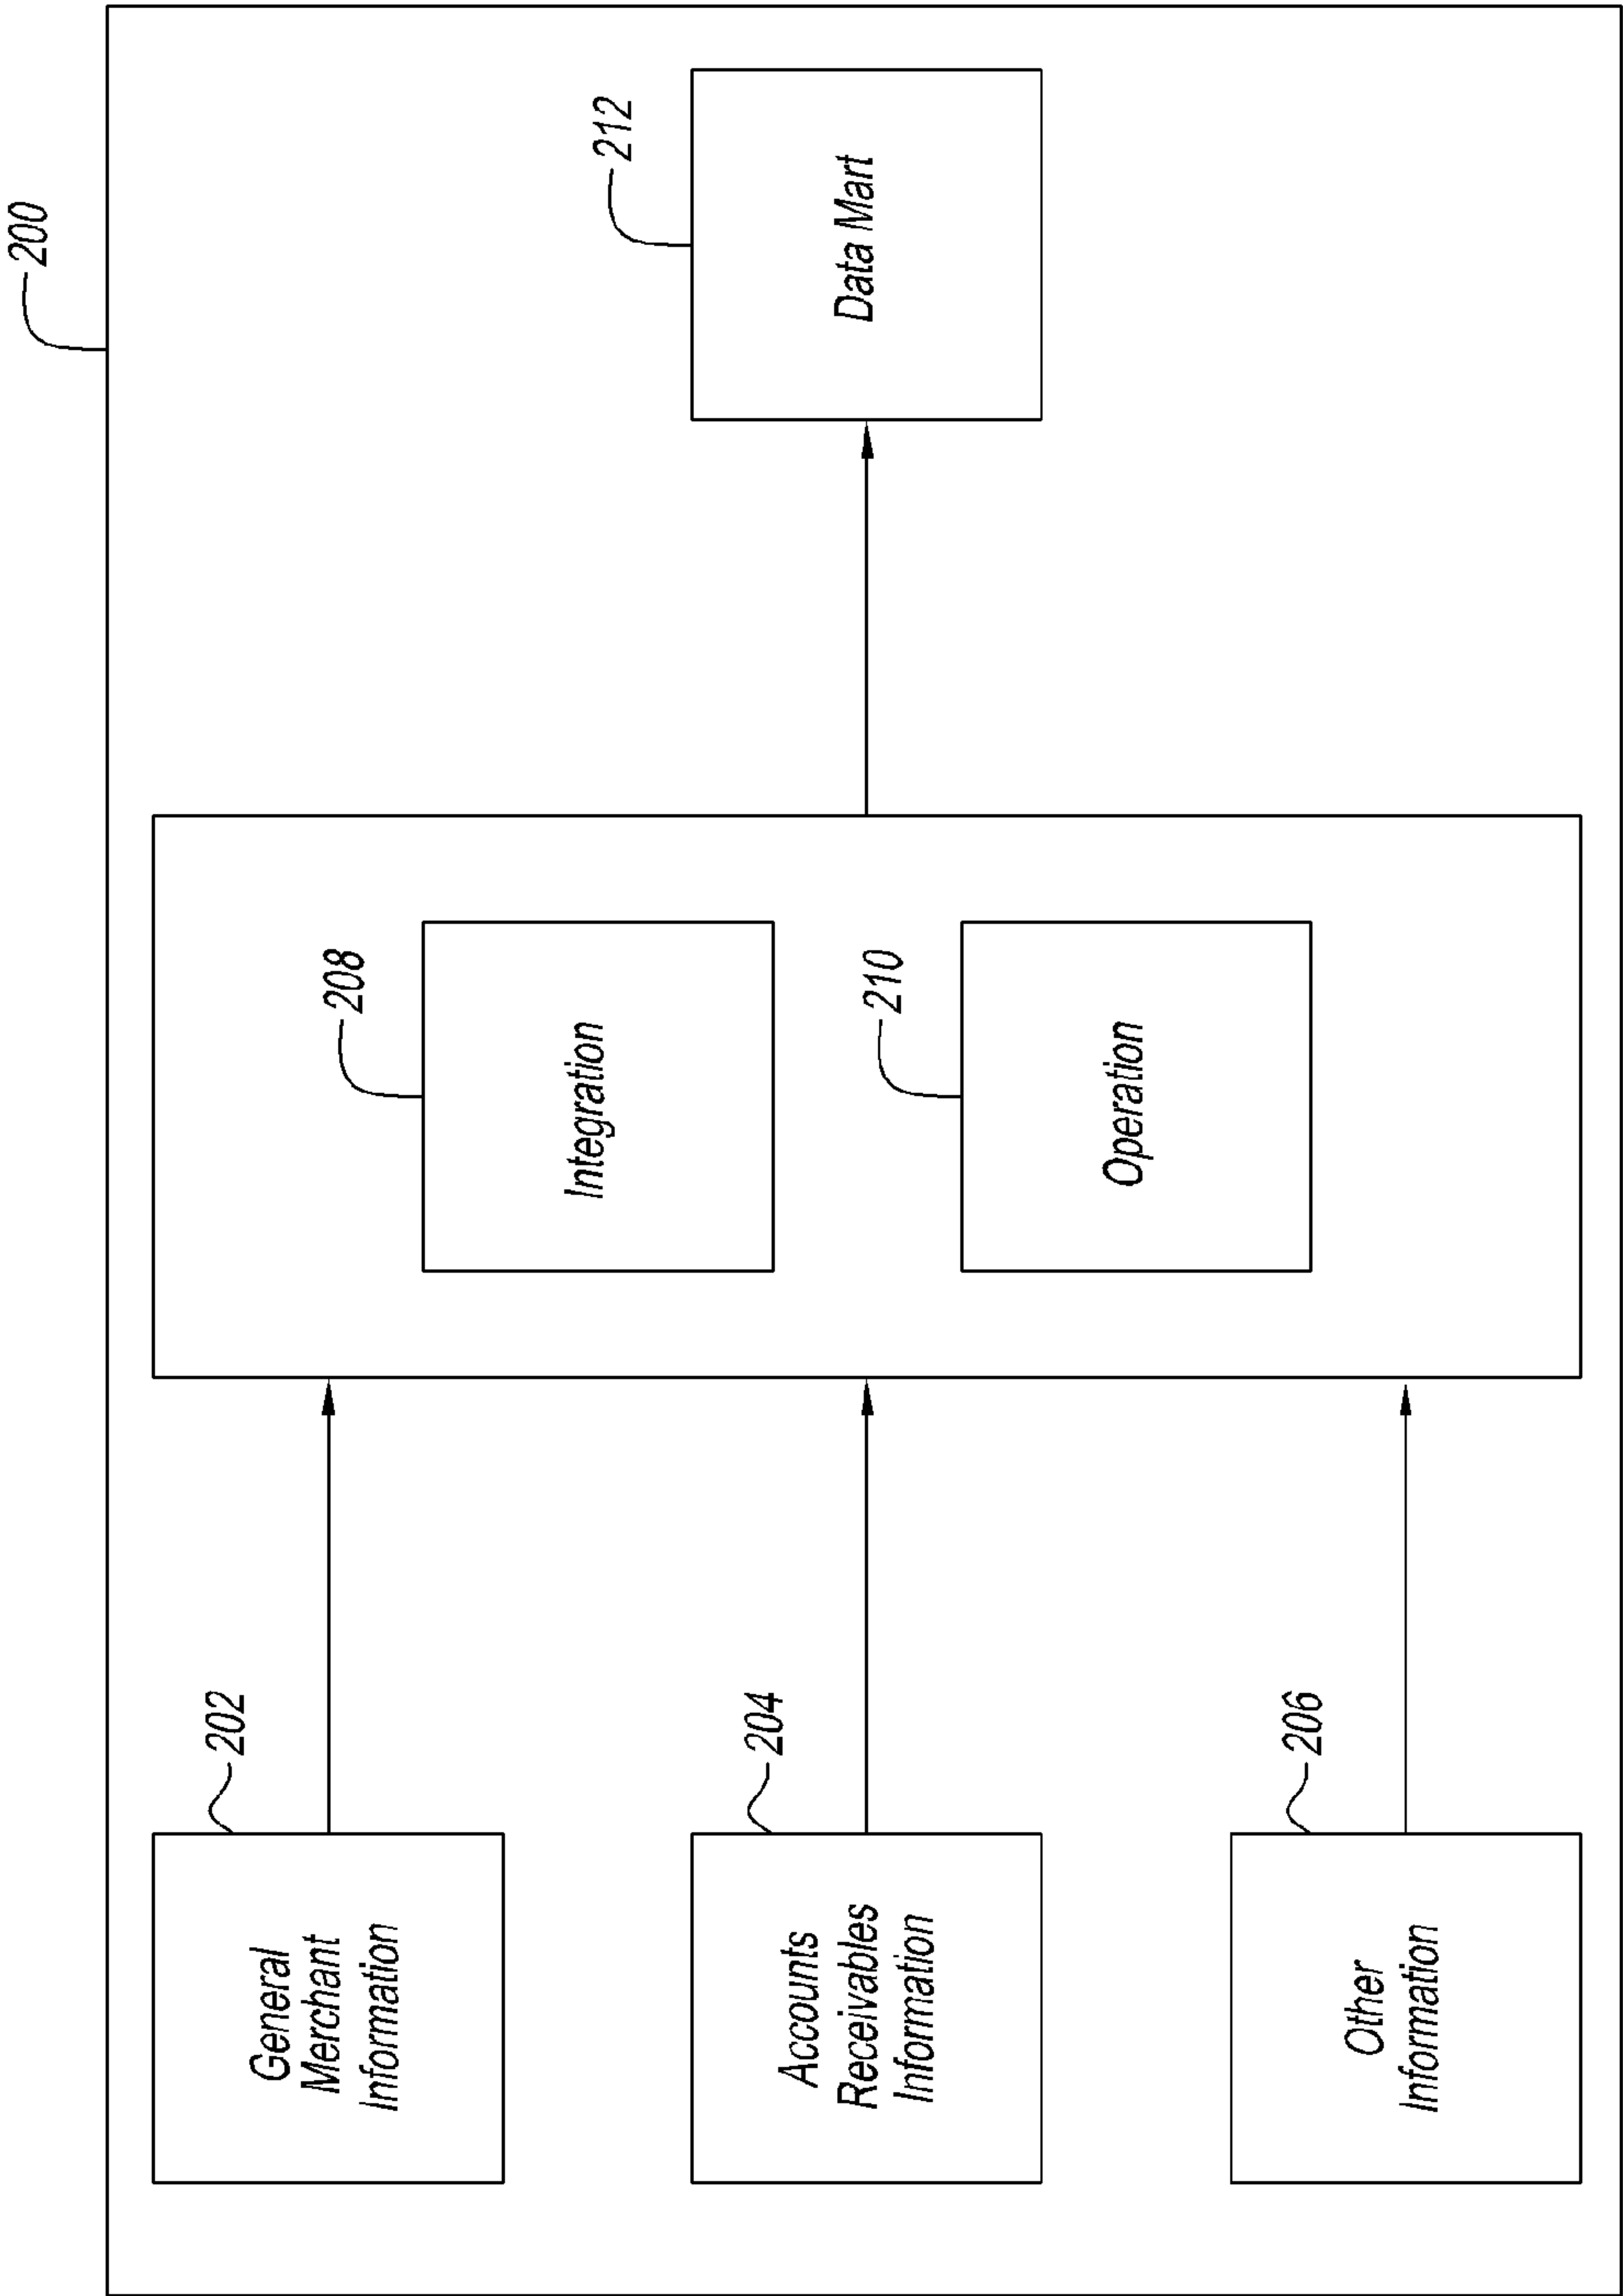 200
202
General
Merchant
Information
204
Accounts
Receivables
Information
206
Other
Information
208
Integration
210
Operation
212
Data Mart